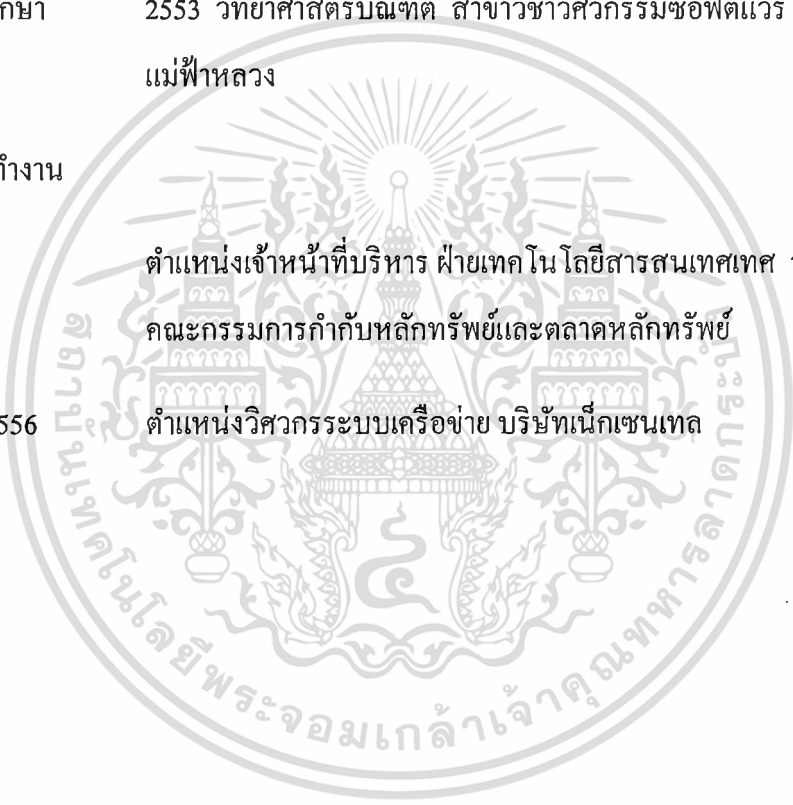 2553 วิทยาศาสตรบัณฑิต สาขาวิชาวิศวกรรมซอฟต์แวร์
แม่ฟ้าหลวง
ทำงาน
ตำแหน่งเจ้าหน้าที่บริหาร ฝ่ายเทคโนโลยีสารสนเทศเทศ
คณะกรรมการกำกับหลักทรัพย์และตลาดหลักทรัพย์
556 ตำแหน่งวิศวกรระบบเครือข่าย บริษัทเน็กเซนเทล
สถาบันเทคโนโลยีพระจอมเกล้าเจ้าคุณทหารลาดกระบัง